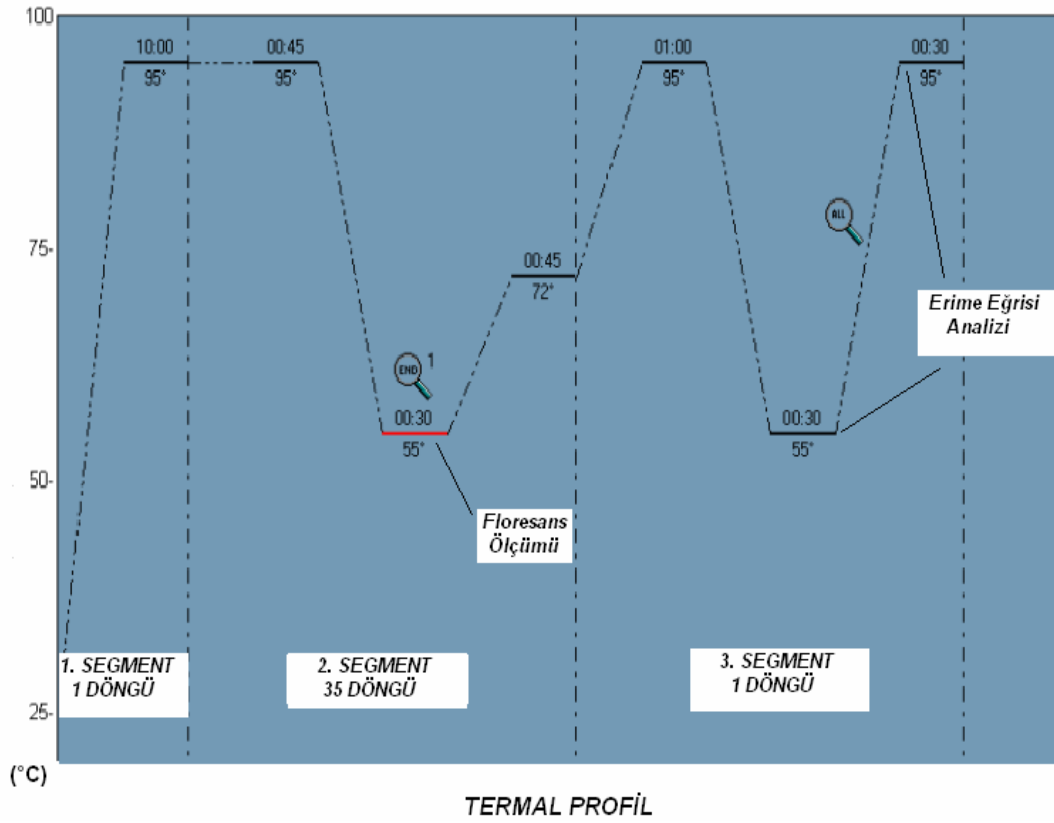 100
10:00
95°
00:45
95°
01:00
95°
00:30
95°
ALL
75-
00:45
72°
Erime Eğrisi
Analizi
END
1
00:30
55°
00:30
55°
50-
Floresans
Ölçümü
1. SEGMENT
1 DÖNGÜ
2. SEGMENT
35 DÖNGÜ
3. SEGMENT
1 DÖNGÜ
25-
(°C)
TERMAL PROFİL